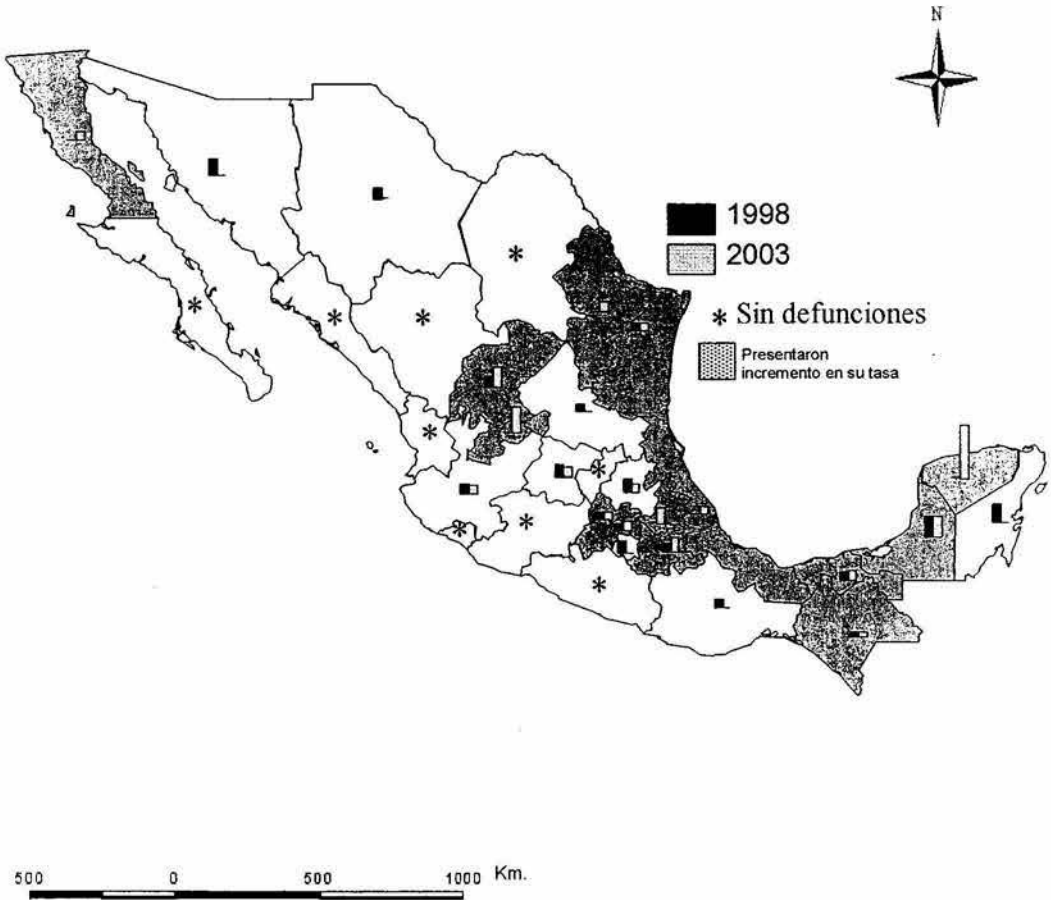 N
1998
2003
* Sin defunciones
Presentaron
incremento en su tasa
500 0 500 1000 Km.